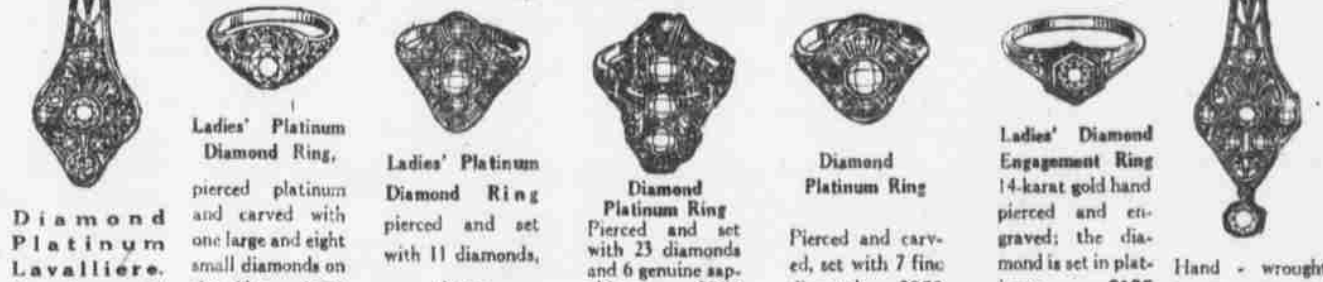 Diamond
Platinum
Lavalliere.
Ladies' Platinum
Diamond Ring,
pierced platinum
and carved with
one large and eight
small diamonds on
Ladies' Platinum
Diamond Ring
pierced and set
with 11 diamonds,
Diamond
Platinum Ring
Pierced and set
with 23 diamonds
and 6 genuine sap-
Diamond
Platinum Ring
Pierced and carv-
ed, set with 7 fine
Ladies' Diamond
Engagement Ring
14-karat gold hand
pierced and en-
graved; the dia-
mond is set in plat-
Hand - wrought